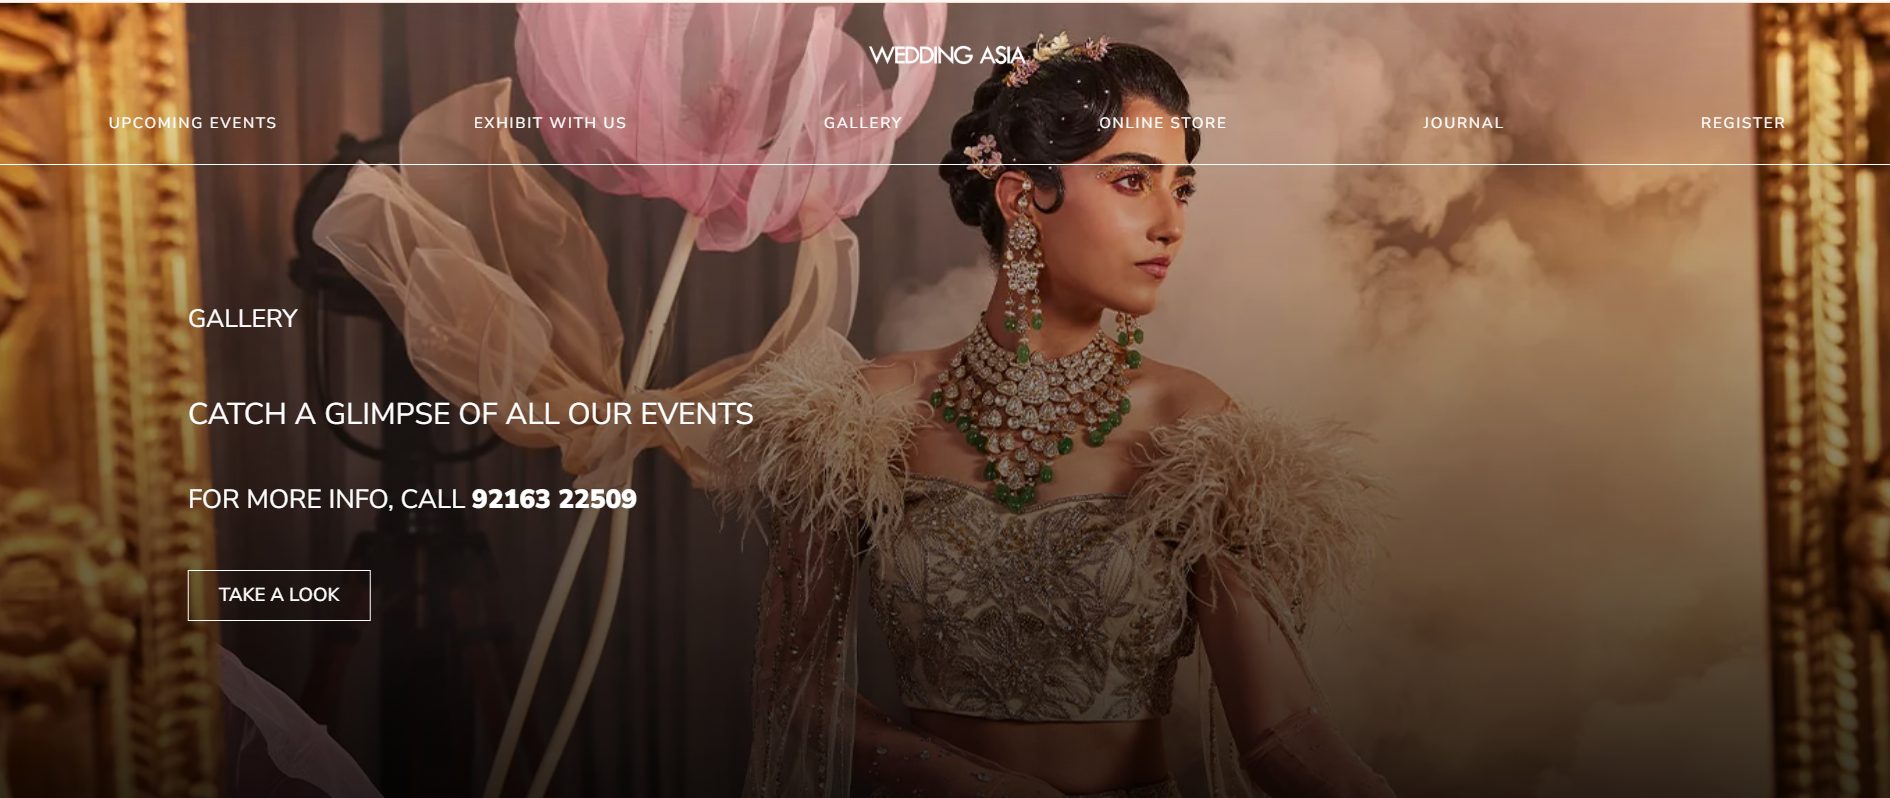 WEDDING ASIA
UPCOMING EVENTS
EXHIBIT WITH US
GALLERY
ONLINE STORE
JOURNAL
REGISTER
GALLERY
CATCH A GLIMPSE OF ALL OUR EVENTS
FOR MORE INFO, CALL 92163 22509
TAKE A LOOK